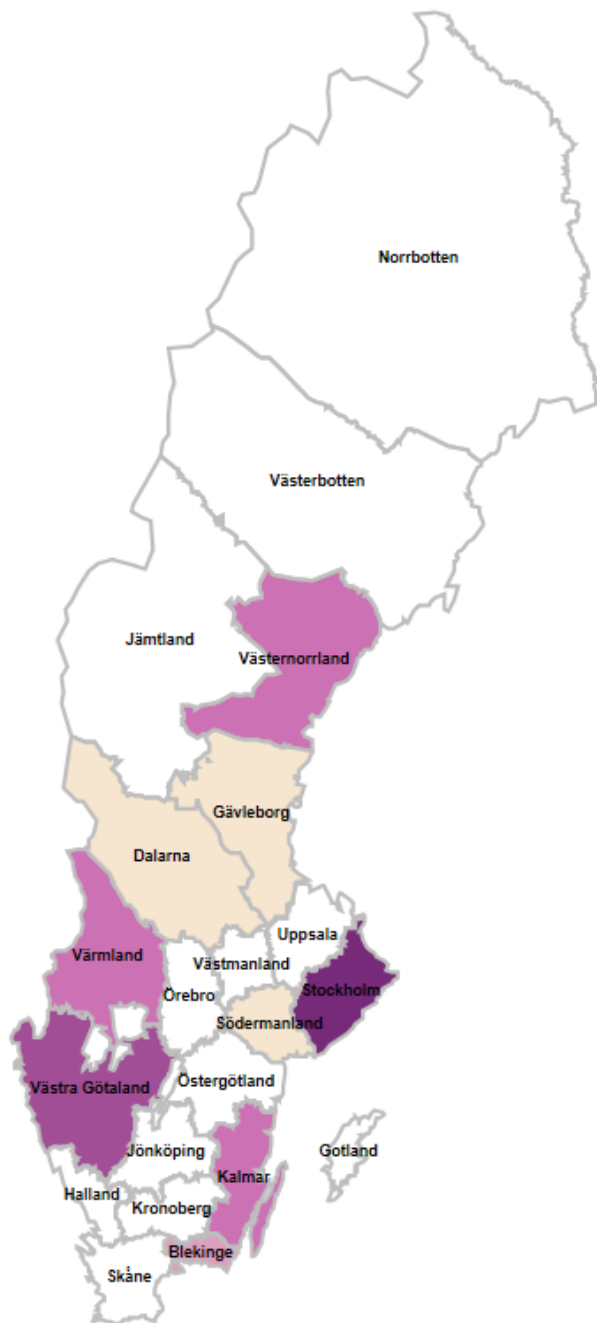 Norrbotten
Västerbotten
Jämtland
Västernorrland
Gävleborg
Dalarna
Uppsala
Värmland
Västmanland
Stockholm
Örebro
Södermanland
Östergötland
Västra Götaland
Jönköping
Gotland
Kalmar
Halland
Kronoberg
Blekinge
Skåne